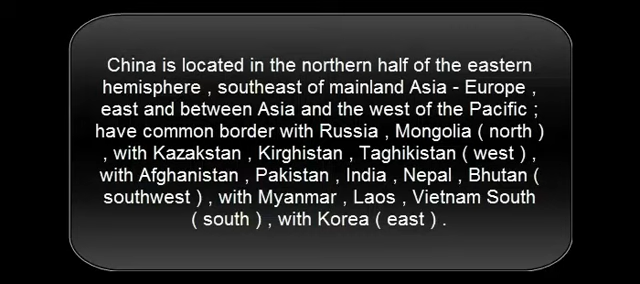 China is located in the northern half of the eastern
hemisphere , southeast of mainland Asia - Europe ,
east and between Asia and the west of the Pacific ;
have common border with Russia , Mongolia ( north )
, with Kazakstan , Kirghistan , Taghikistan ( west ) ,
with Afghanistan , Pakistan , India , Nepal , Bhutan (
southwest ) , with Myanmar , Laos , Vietnam South
( south ) , with Korea ( east ) .